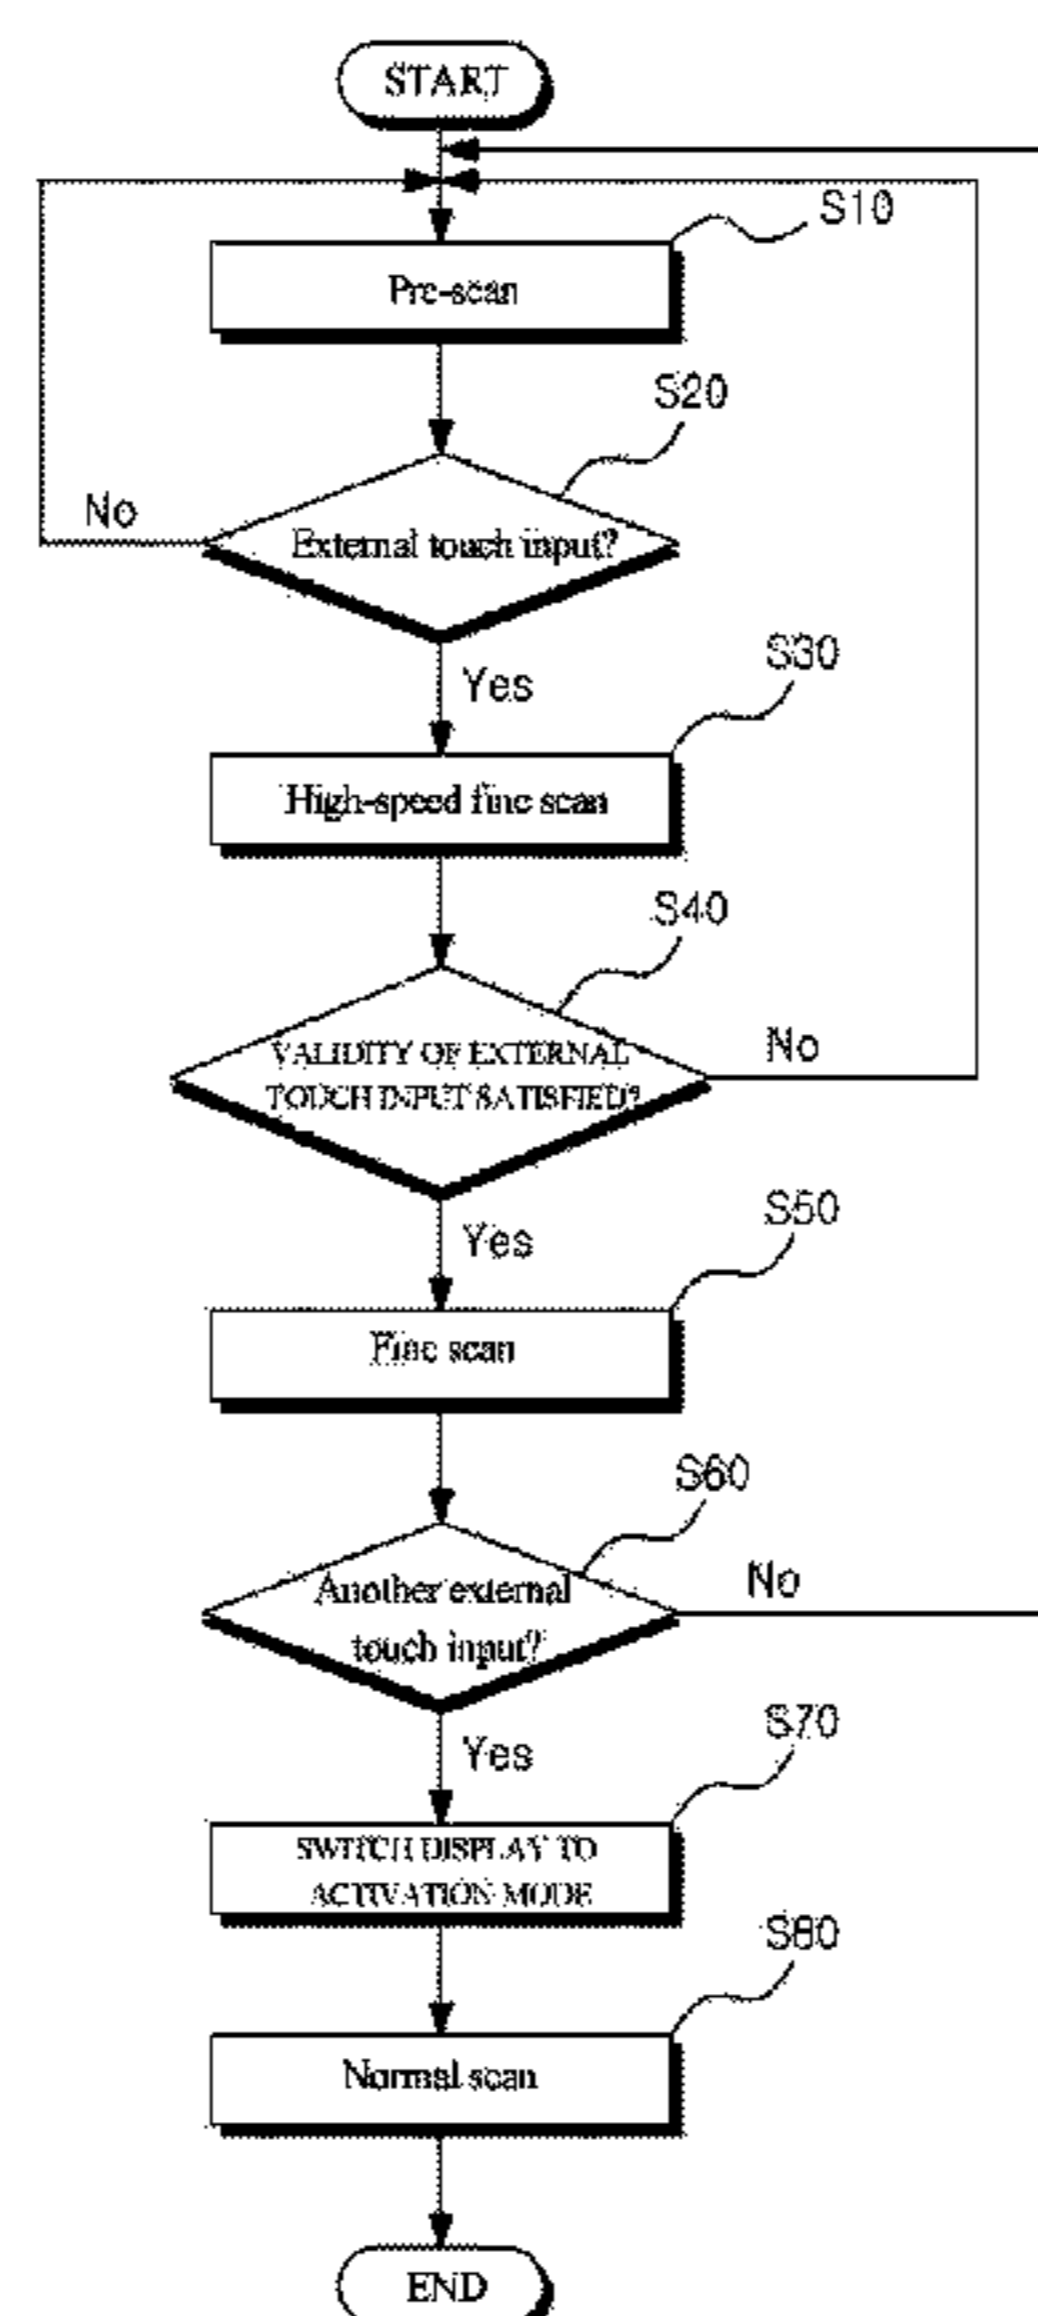 START
S10
Pre-scan
S20
No
External touch input?
S30
Yes
High-speed fine scan
S40
VALIDITY OF EXTERNAL
No
TOUCH INPUT SATISFIED?
S50
Yes
Fine scan
S60
Another external
No
touch input?
S70
Yes
SWITCH DISPLAY TO
ACTIVATION MODE
S80
Normal scan
END